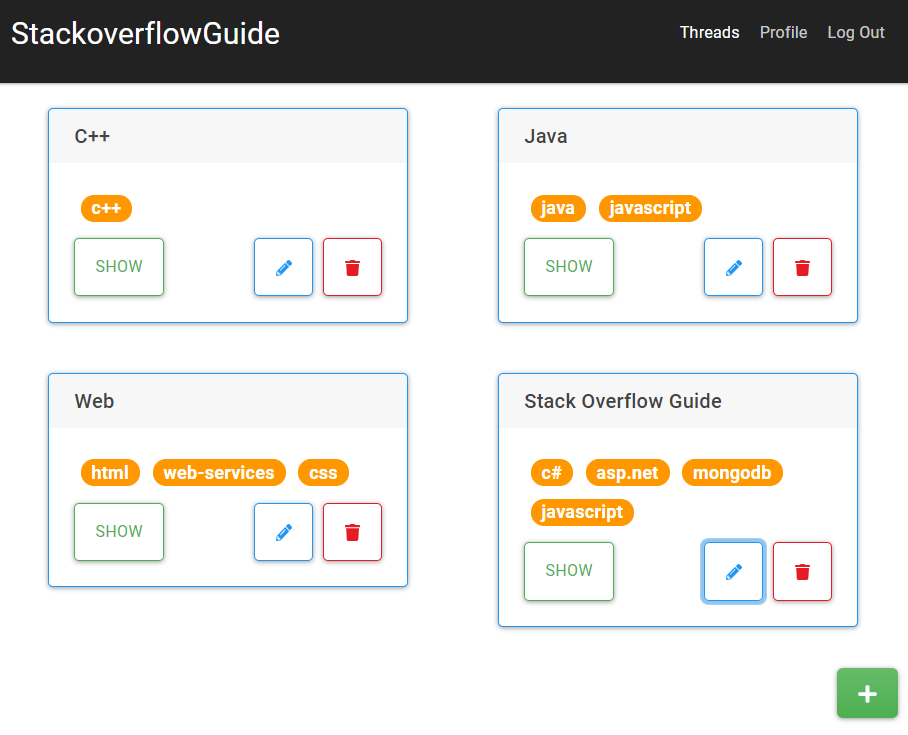 StackoverflowGuide
Threads Profile Log Out
C++
c++
SHOW
Java
java javascript
SHOW
Web
html web-services css
SHOW
Stack Overflow Guide
c# asp.net mongodb
javascript
SHOW